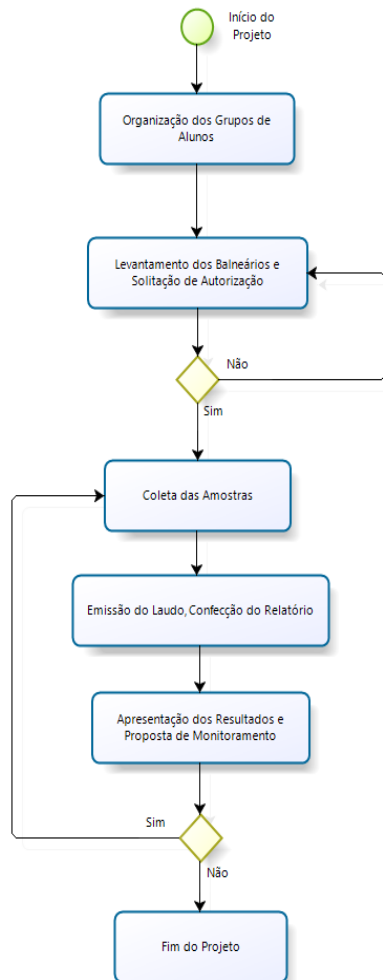 Início do
Projeto
Organização dos Grupos de
Alunos
Levantamento dos Balneários e
Solitação de Autorização
Não
Sim
Coleta das Amostras
Emissão do Laudo, Confecção do Relatório
Apresentação dos Resultados e
Proposta de Monitoramento
Sim
Não
Fim do Projeto